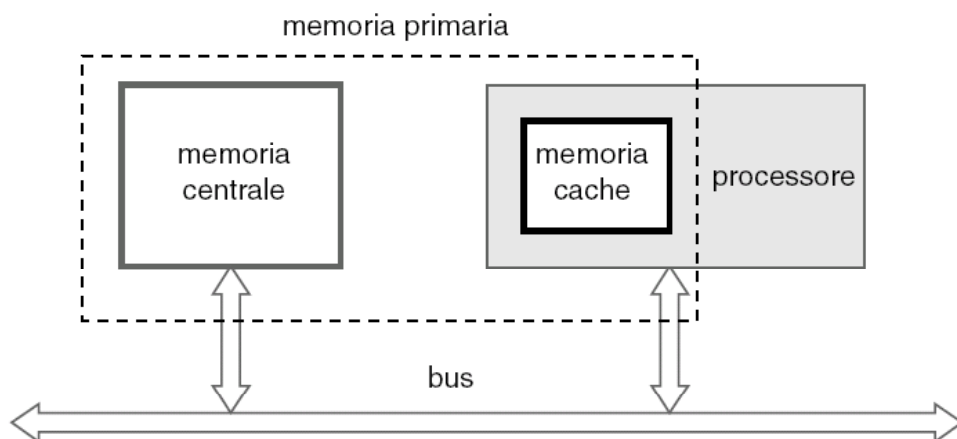 memoria primaria
memoria
centrale
memoria
cache
processore
bus